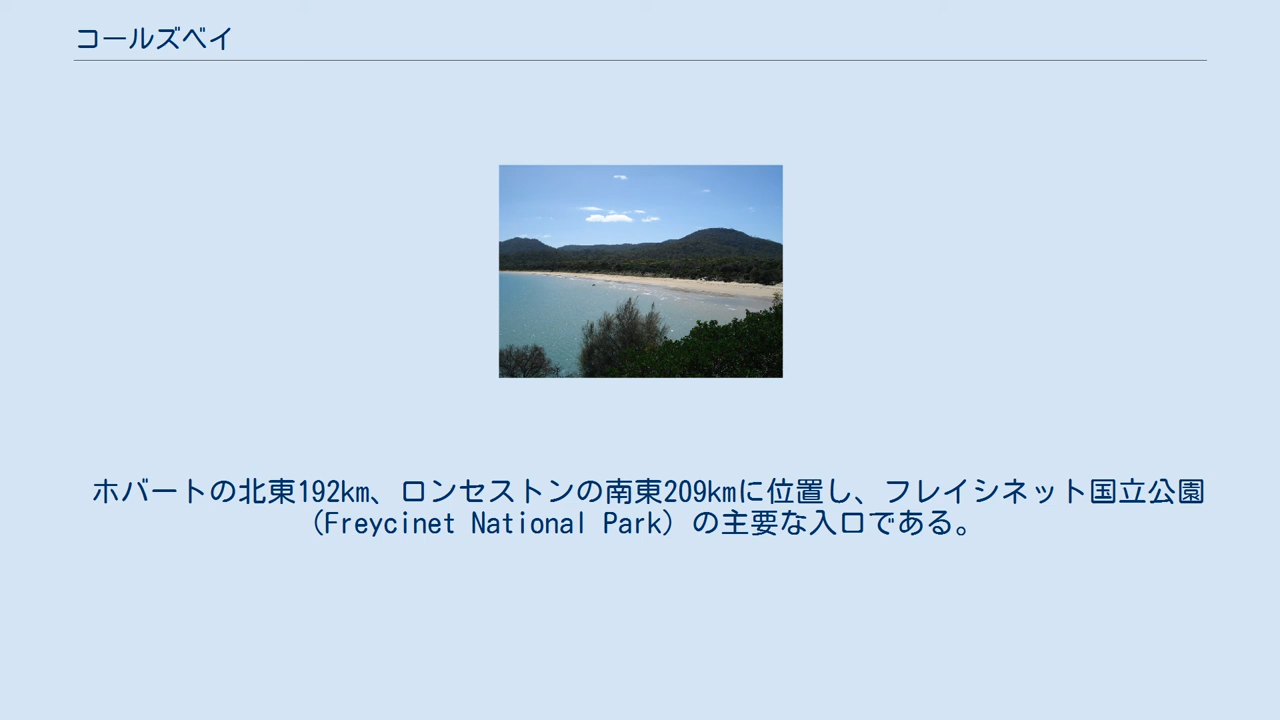 コールズベイ
ホバートの北東192km、ロンセストンの南東209kmに位置し、フレイシネット国立公園
（Freycinet National Park）の主要な入口である。